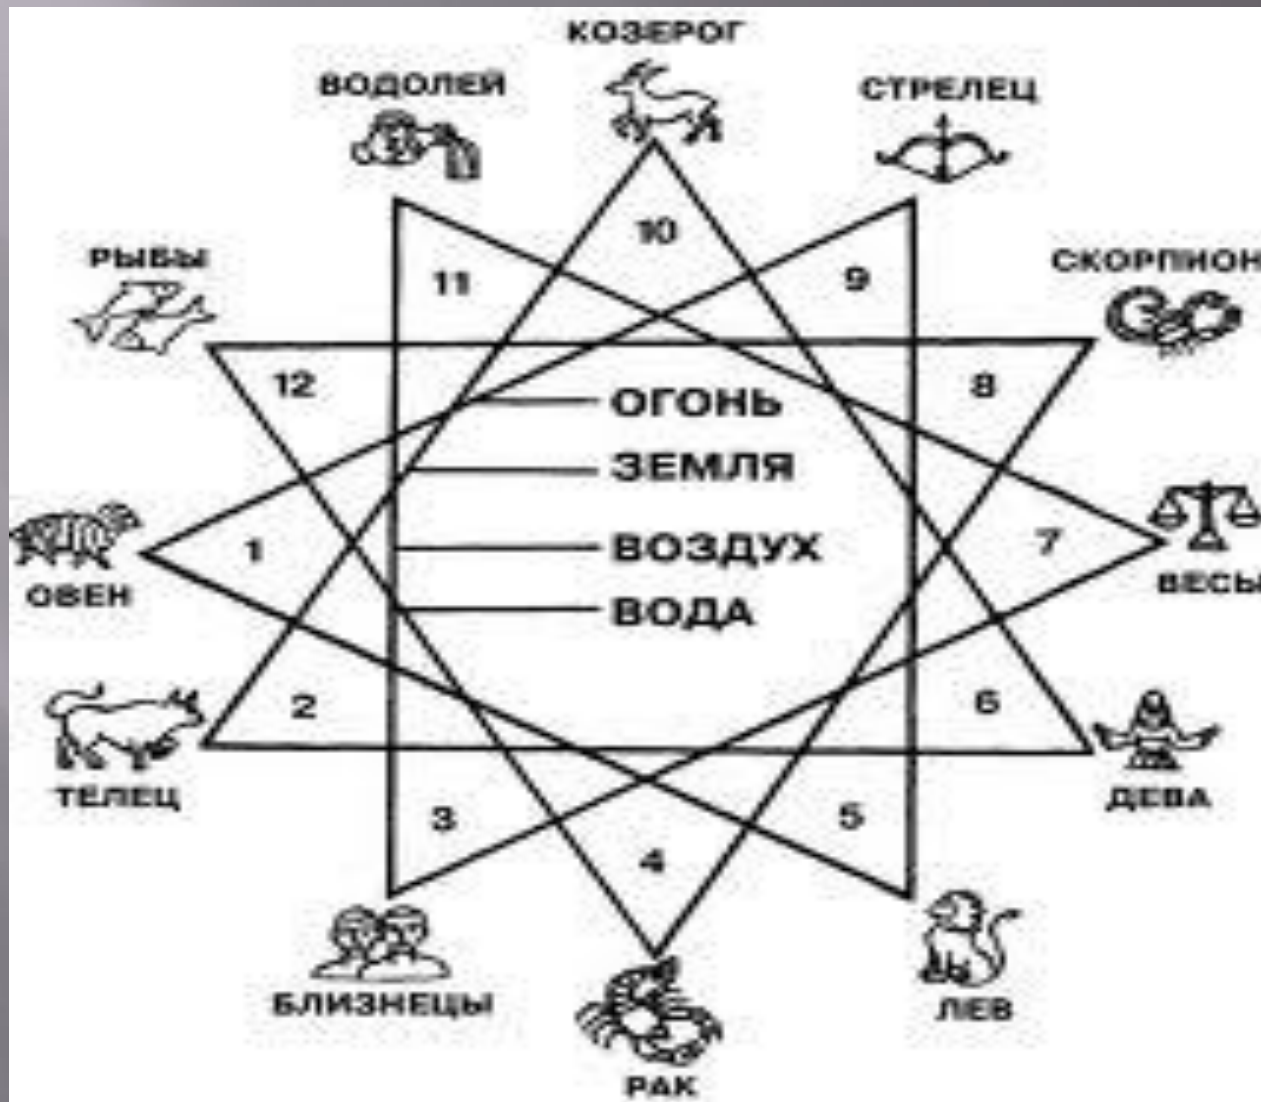 КОЗЕРОГ
ВОДОЛЕЙ
СТРЕЛЕЦ
10
РЫБЫ
11
9
СКОРПИОН
12
8
ОГОНЬ
ЗЕМЛЯ
1
ВОЗДУХ
7
ОВЕН
ВОДА
ВЕСЫ
2
6
ТЕЛЕЦ
ДЕВА
3
5
4
БЛИЗНЕЦЫ
ЛЕВ
РАК